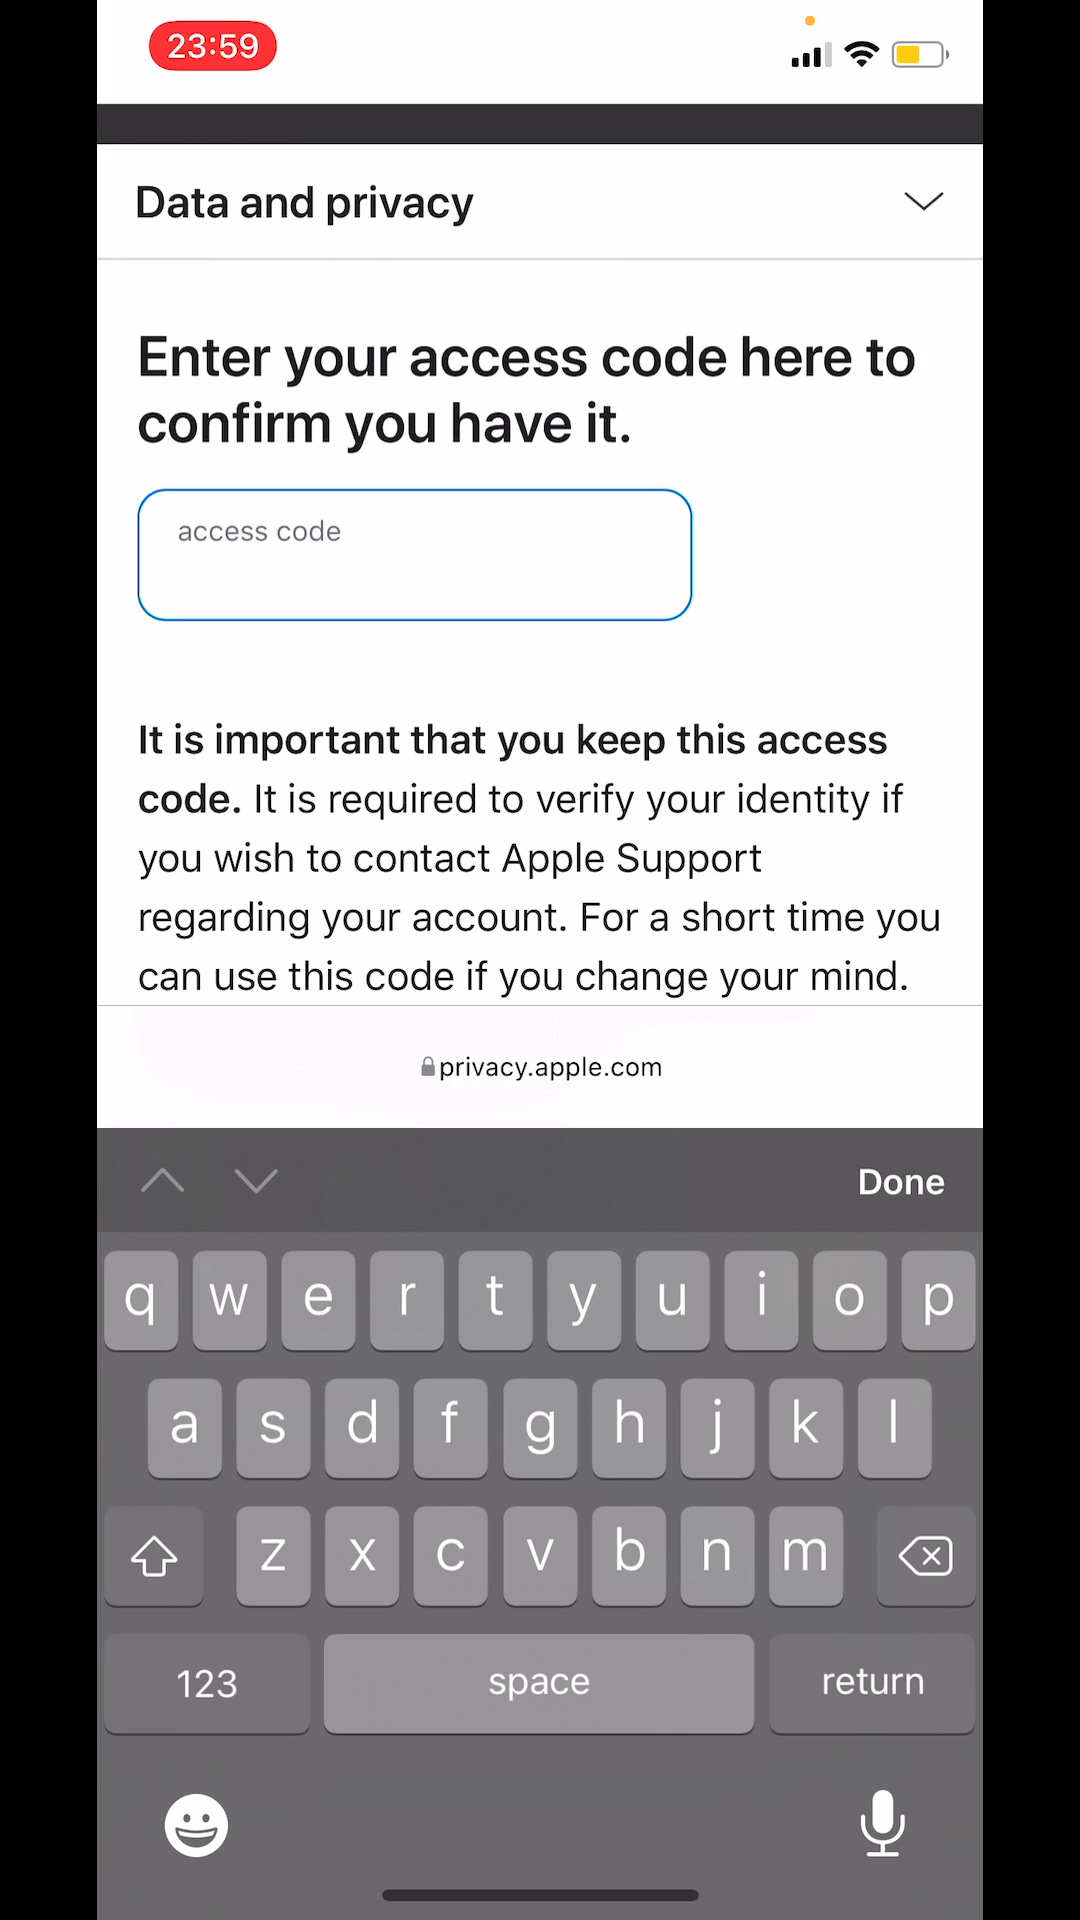 23:59
Data and privacy
Enter your access code here to
confirm you have it.
access code
It is important that you keep this access
code. It is required to verify your identity if
you wish to contact Apple Support
regarding your account. For a short time you
can use this code if you change your mind.
privacy.apple.com
Done
q w e r t y u i o p
a s d f g h j k l
z x c v b n m
123 space return